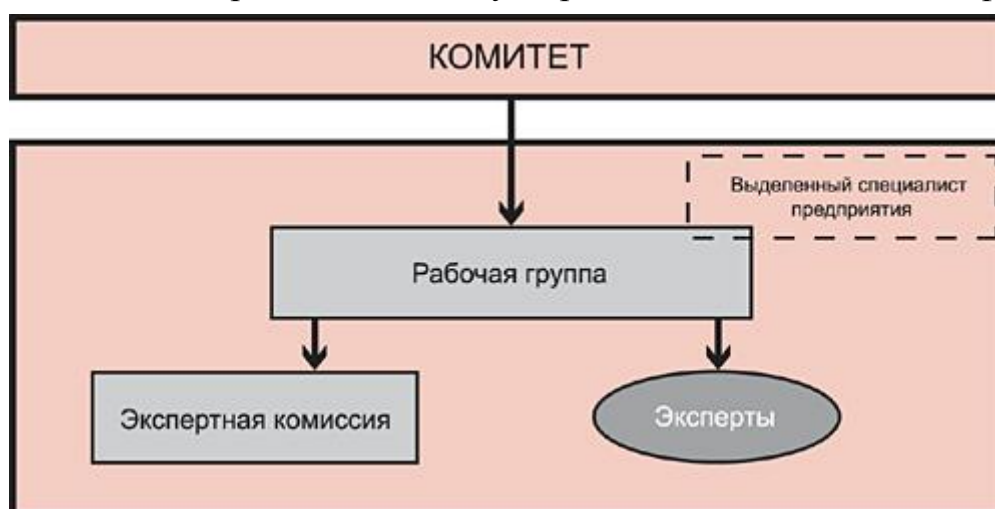 КОМИТЕТ
Выделенный специалист
предприятия
Рабочая группа
Экспертная комиссия
Эксперты